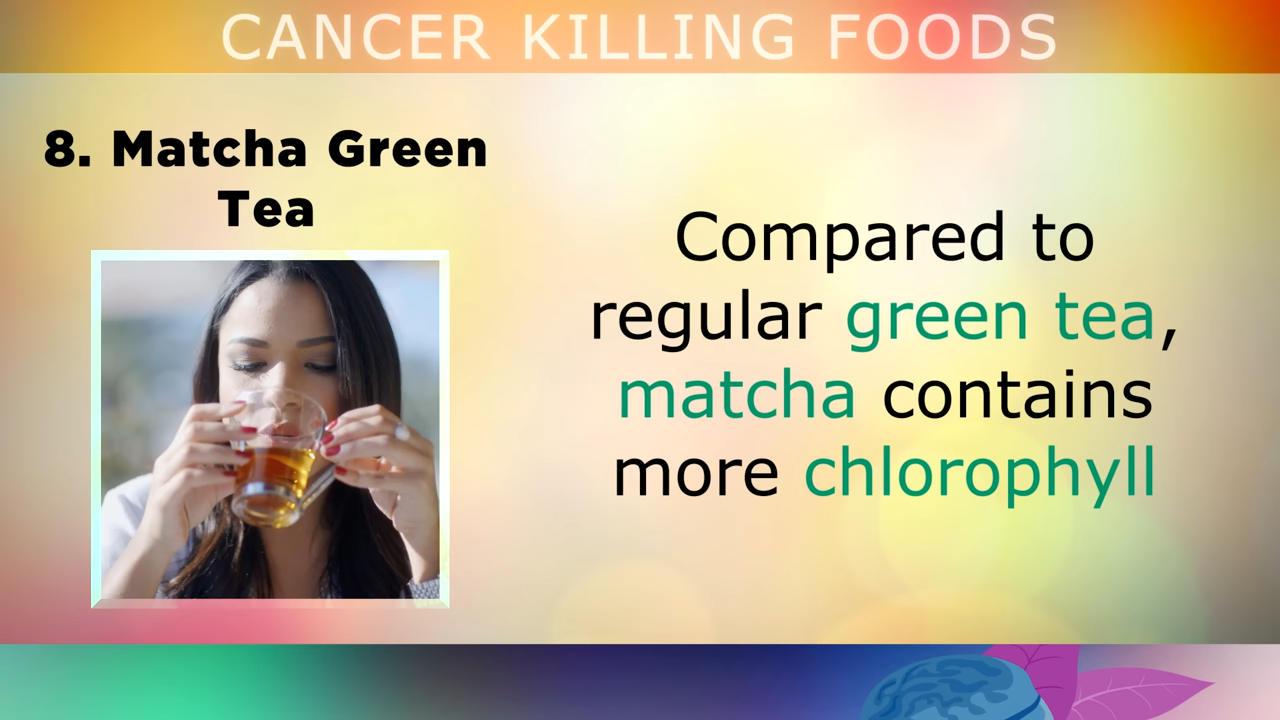 CANCER KILLING FOODS
8. Matcha Green
Tea
Compared to
regular green tea,
matcha contains
more chlorophyll